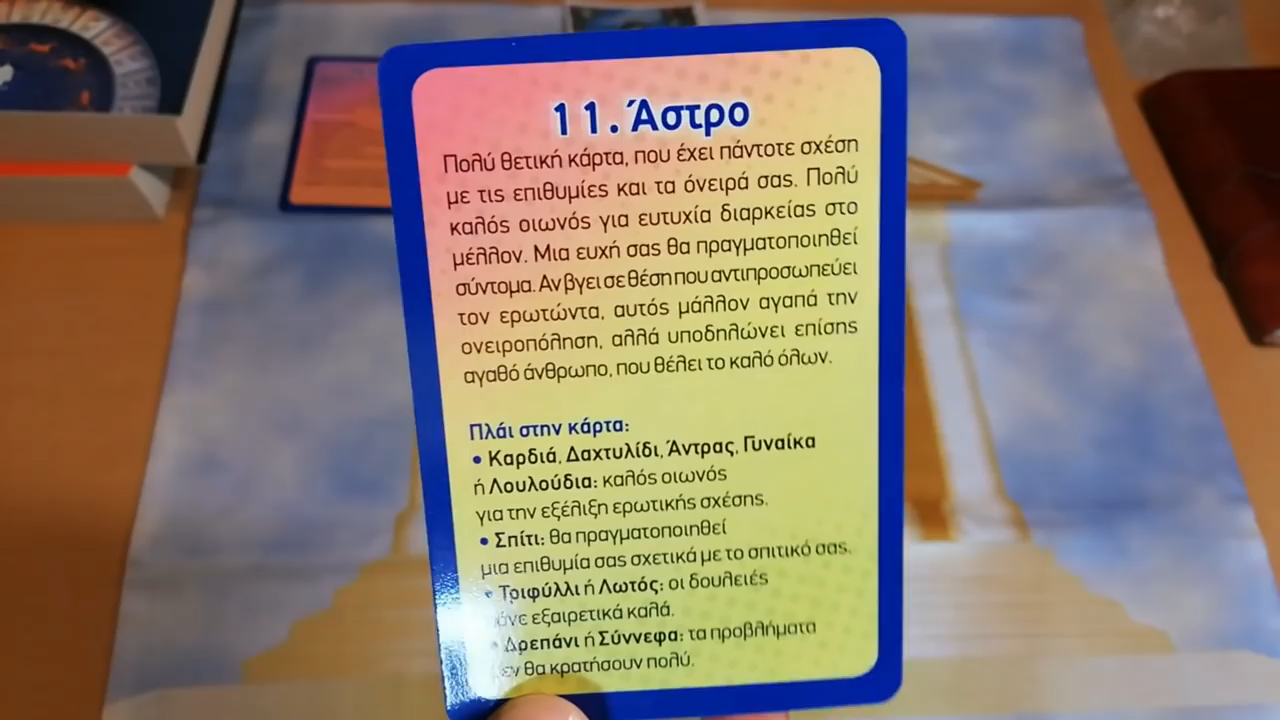 11. Άστρο
Πολύ θετική κάρτα, που έχει πάντοτε σχέση
με τις επιθυμίες και τα όνειρά σας. Πολύ
καλός οιωνός για ευτυχία διαρκείας στο
μέλλον. Μια ευχή σας θα πραγματοποιηθεί
σύντομα. Αν βγει σε θέση που αντιπροσωπεύει
τον ερωτώντα, αυτός μάλλον αγαπά την
ονειροπόληση, αλλά υποδηλώνει επίσης
αγαθό άνθρωπο, που θέλει το καλό όλων.
Πλάι στην κάρτα:
• Καρδιά, Δαχτυλίδι, Άντρας, Γυναίκα
ή Λουλούδια: καλός οιωνός
για την εξέλιξη ερωτικής σχέσης.
• Σπίτι: θα πραγματοποιηθεί
μια επιθυμία σας σχετικά με το σπιτικό σας.
• Τριφύλλι ή Λωτός: οι δουλειές
πάνε εξαιρετικά καλά.
• Δρεπάνι ή Σύννεφα: τα προβλήματα
δεν θα κρατήσουν πολύ.